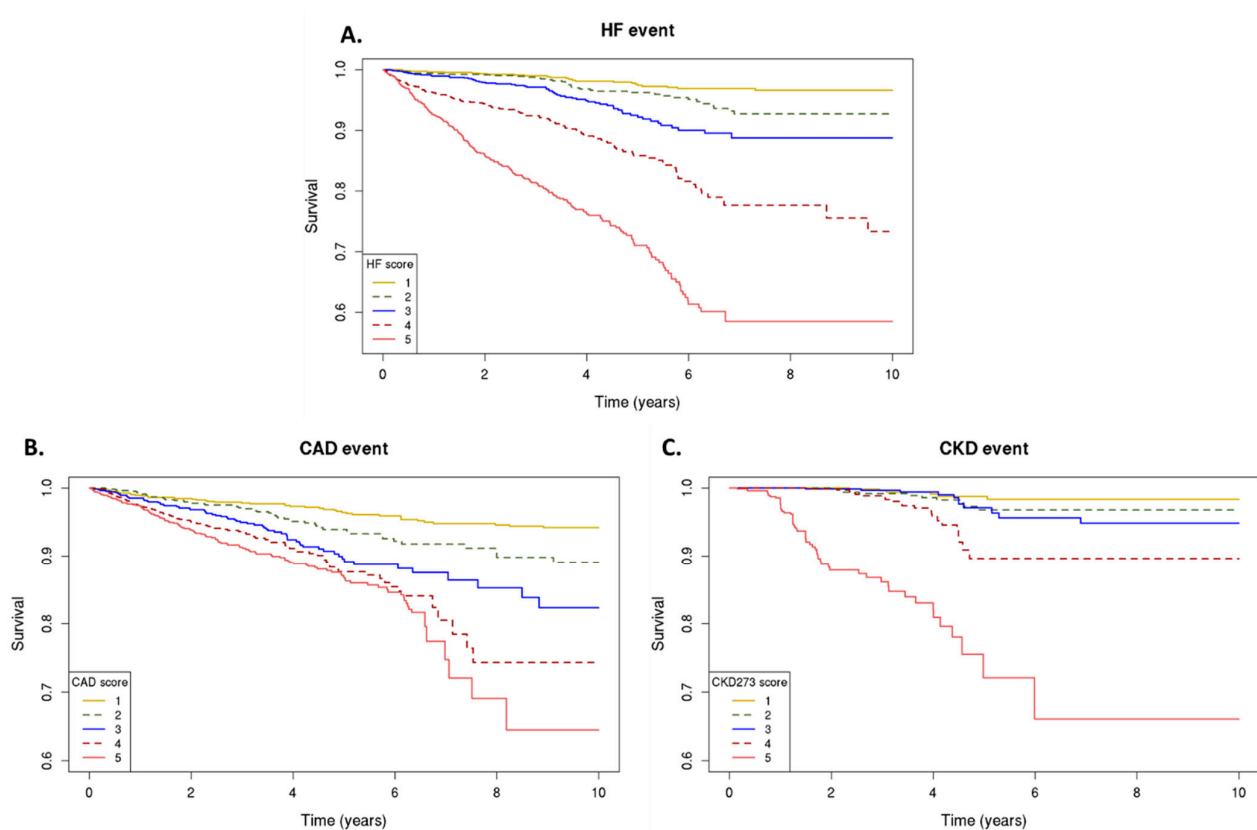 A.
HF event
Survival
1.0
0.9
0.8
0.7
0.6
HF score
1
2
3
4
5
0 2 4 6 8 10
Time (years)
B.
CAD event
Survival
1.0
0.9
0.8
0.7
0.6
CAD score
1
2
3
4
5
0 2 4 6 8 10
Time (years)
C.
CKD event
Survival
1.0
0.9
0.8
0.7
0.6
CKD273 score
1
2
3
4
5
0 2 4 6 8 10
Time (years)